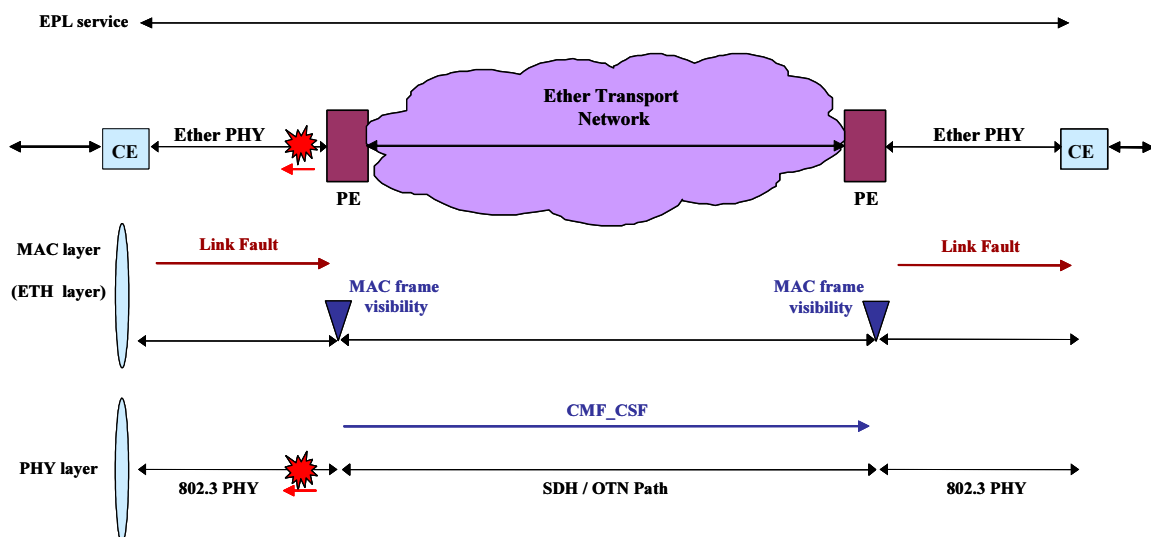 EPL service
Ether Transport
Network
Ether PHY
Ether PHY
CE
CE
PE
PE
MAC layer
(ETH layer)
Link Fault
Link Fault
MAC frame
visibility
MAC frame
visibility
CMF_CSF
PHY layer
802.3 PHY
SDH / OTN Path
802.3 PHY